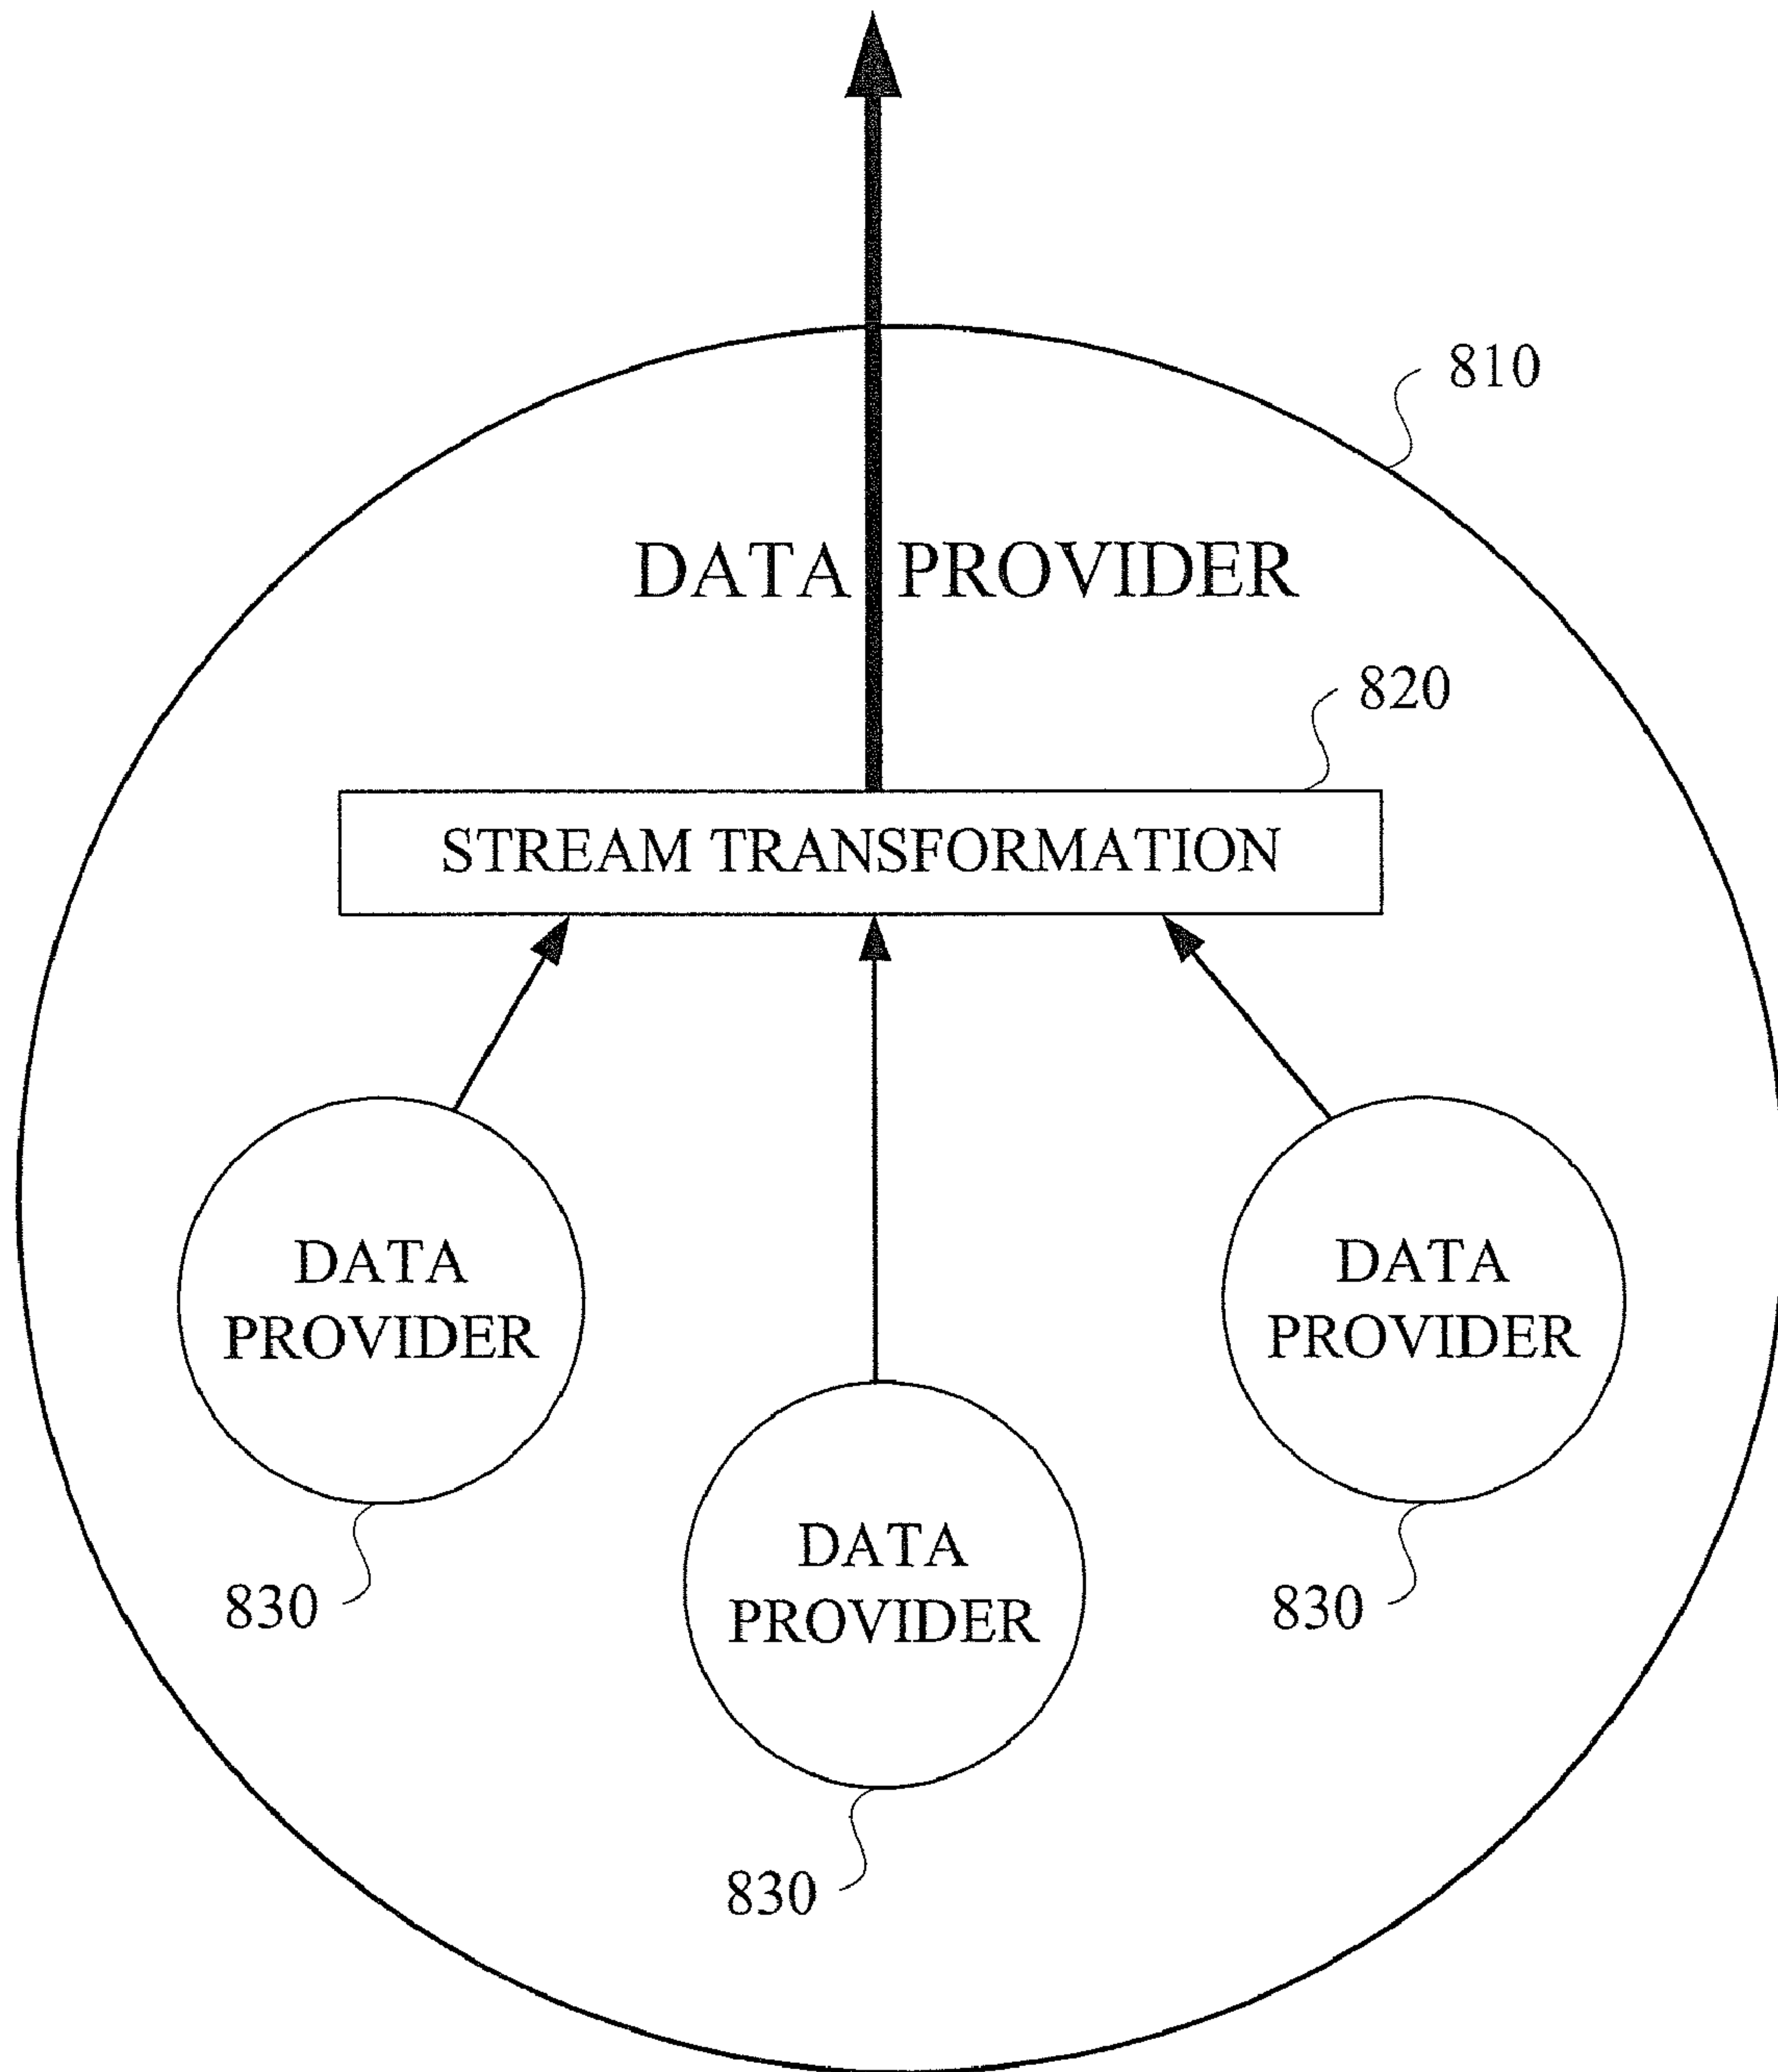 810
DATA PROVIDER
820
STREAM TRANSFORMATION
DATA
PROVIDER
DATA
PROVIDER
DATA
PROVIDER
830
830
830